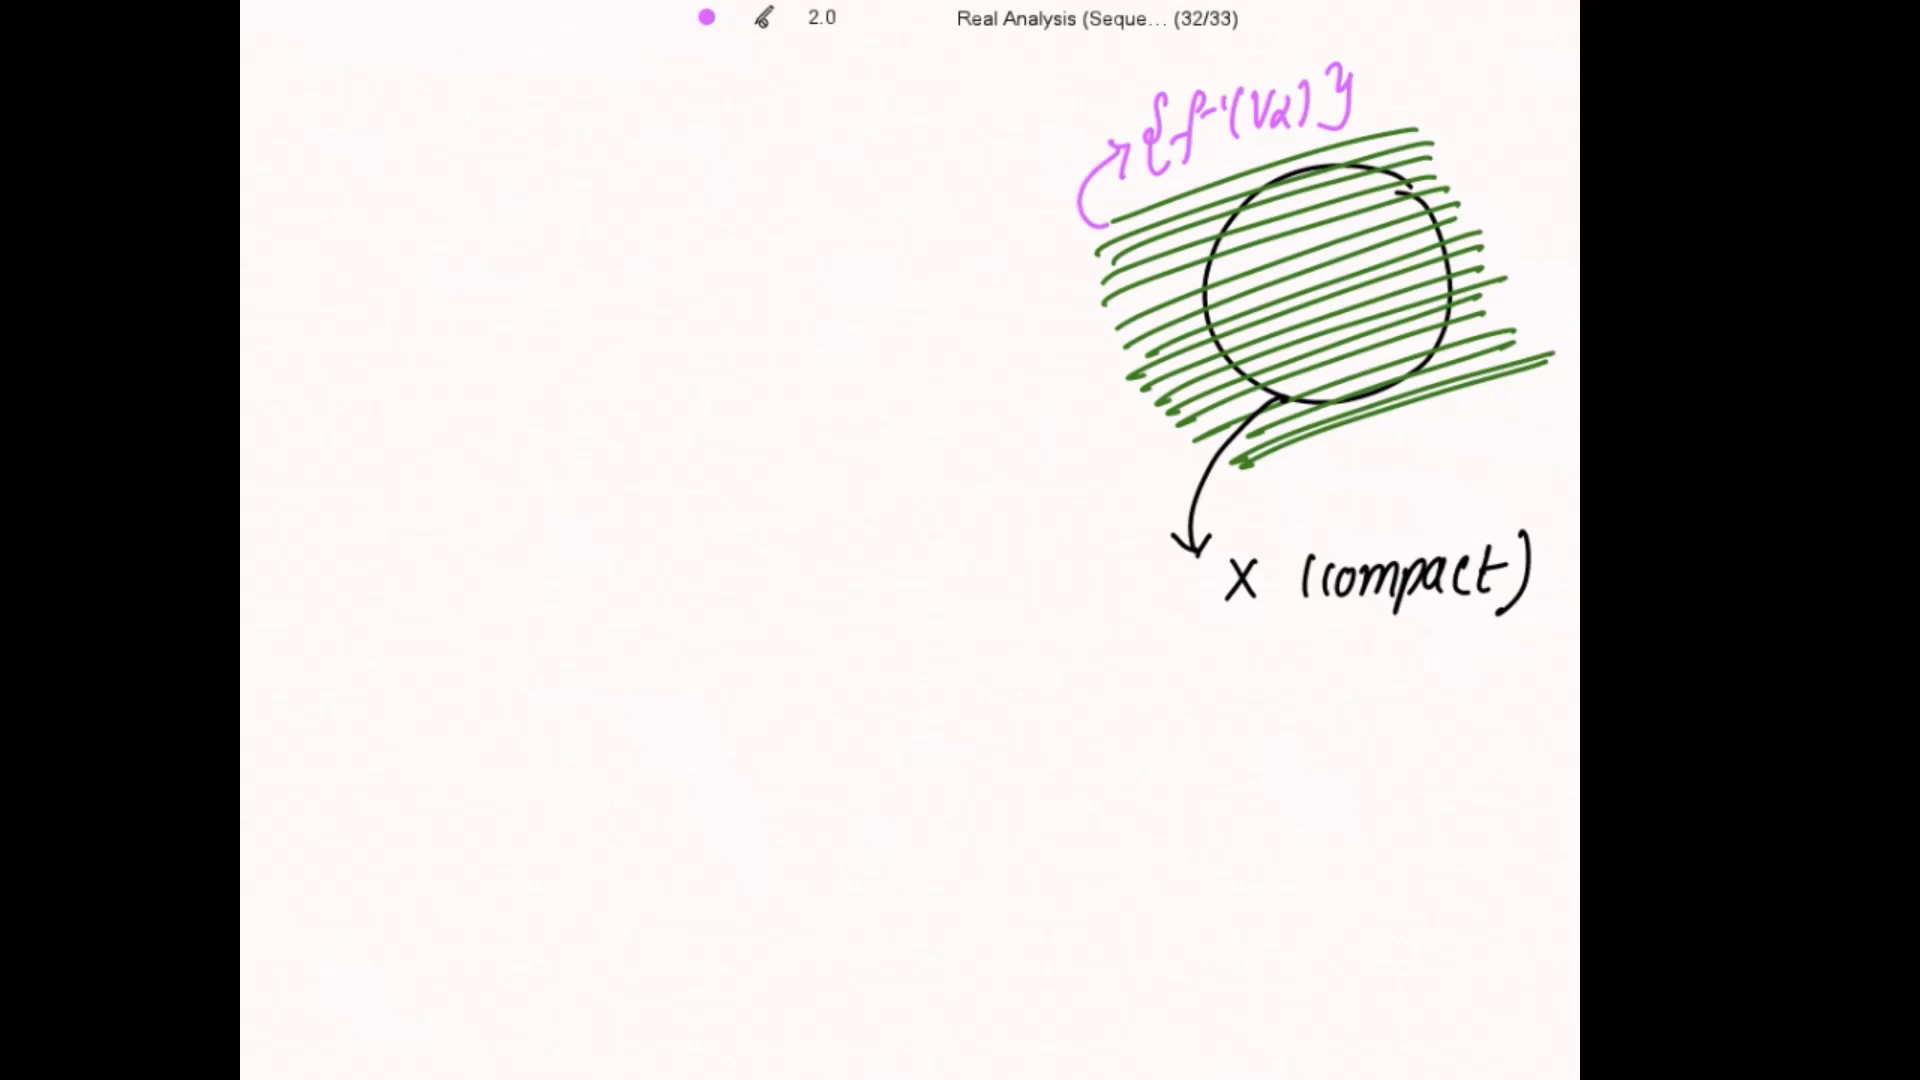 2.0 Real Analysis (Seque... (32/33)
{f⁻¹(Vα)}
X (compact)